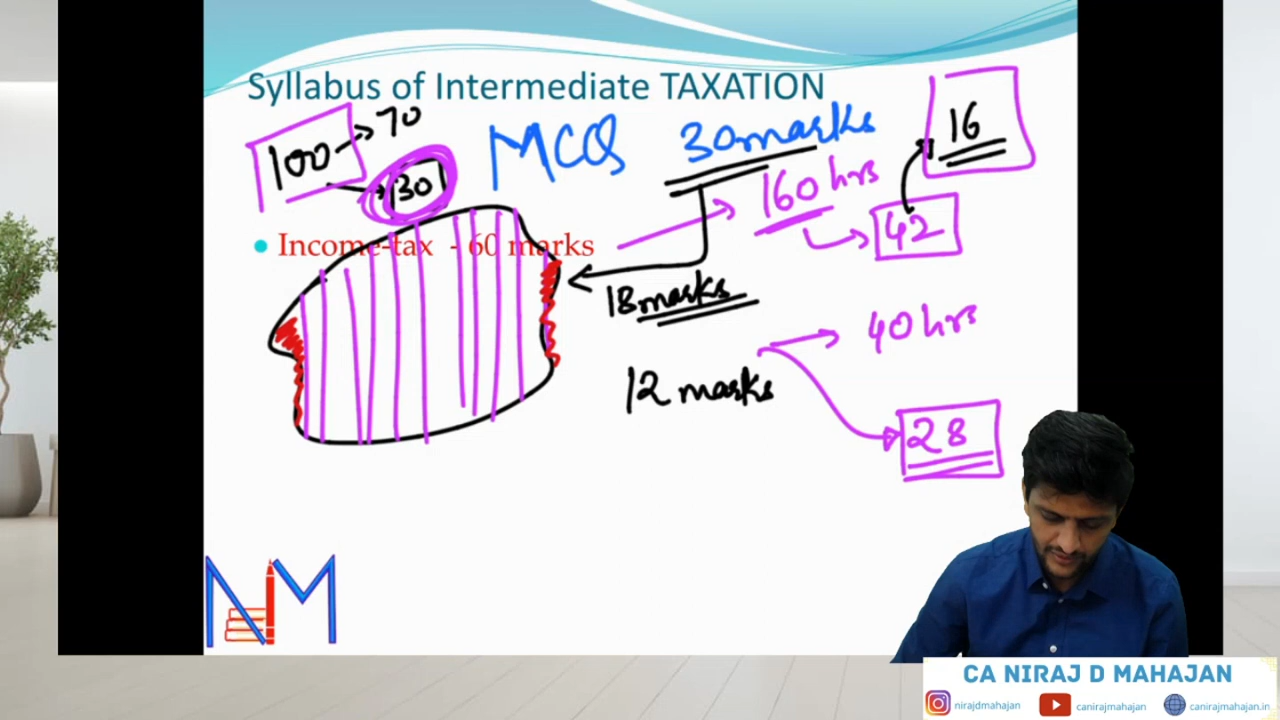 Syllabus of Intermediate TAXATION
100 70
30
MCQ 30 marks
16
160 hrs
42
Income-tax - 60 marks
18 marks
40 hrs
12 marks
28
NM
CA NIRAJ D MAHAJAN
nirajdmahajan canirajmahajan canirajmahajan.in